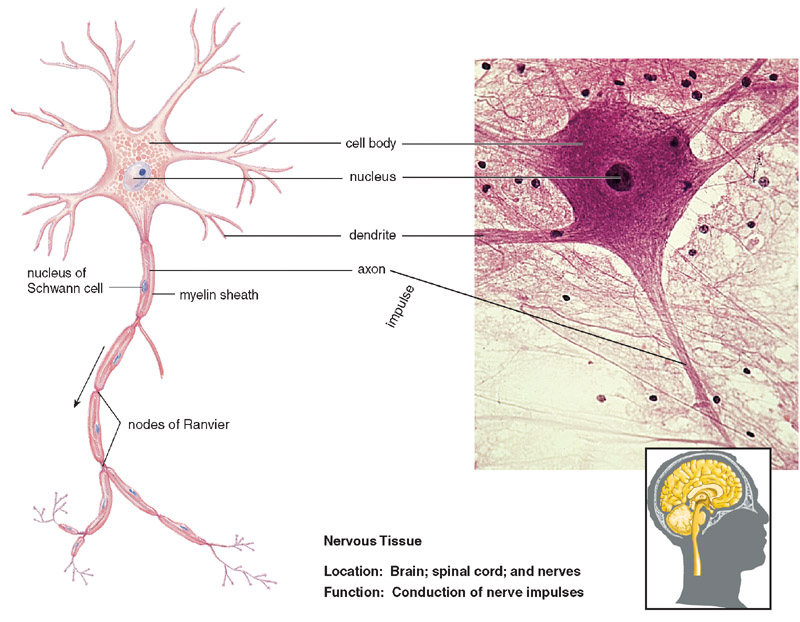 cell body
nucleus
dendrite
axon
nucleus of
Schwann cell
myelin sheath
impulse
nodes of Ranvier
Nervous Tissue
Location: Brain; spinal cord; and nerves
Function: Conduction of nerve impulses